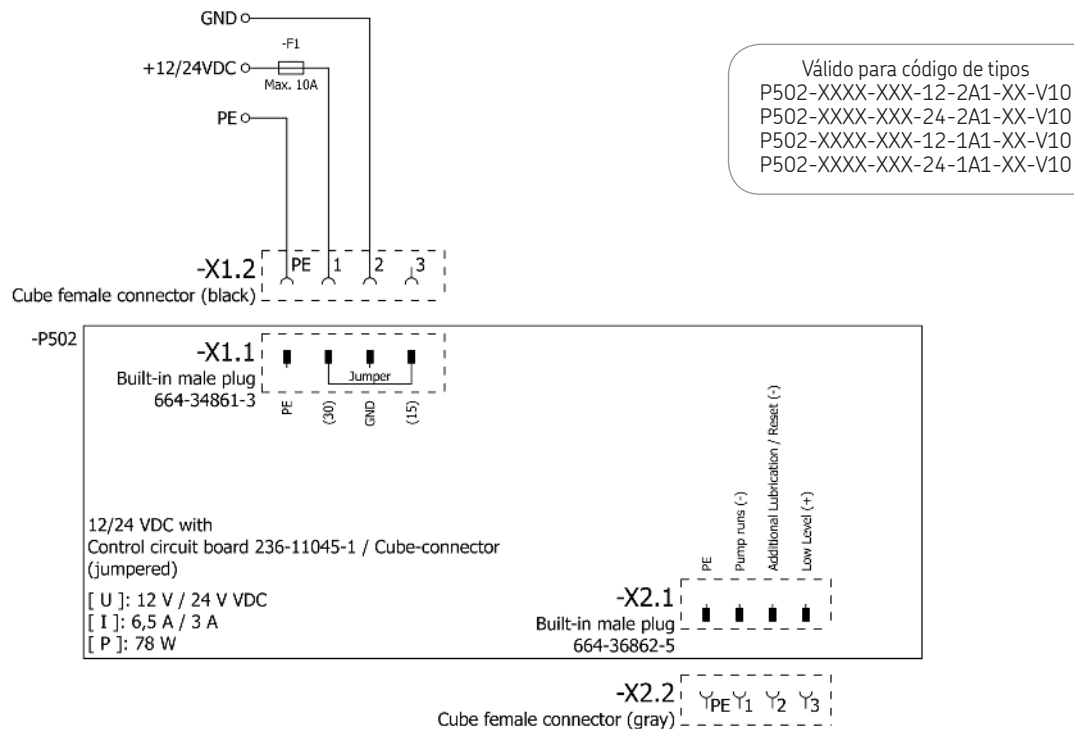 GND
-F1
+12/24VDC
Max. 10A
PE
Válido para código de tipos
P502-XXXX-XXX-12-2A1-XX-V10
P502-XXXX-XXX-24-2A1-XX-V10
P502-XXXX-XXX-12-1A1-XX-V10
P502-XXXX-XXX-24-1A1-XX-V10
-X1.2 PE 1 2 3
Cube female connector (black)
-P502
-X1.1
Built-in male plug Jumper
664-34861-3
PE (30) GND (15)
12/24 VDC with
Control circuit board 236-11045-1 / Cube-connector
(jumpered)
[ U ]: 12 V / 24 V VDC
[ I ]: 6,5 A / 3 A
[ P ]: 78 W
PE
Pump runs (-)
Additional Lubrication / Reset (-)
Low Level (+)
-X2.1
Built-in male plug
664-36862-5
-X2.2 PE 1 2 3
Cube female connector (gray)